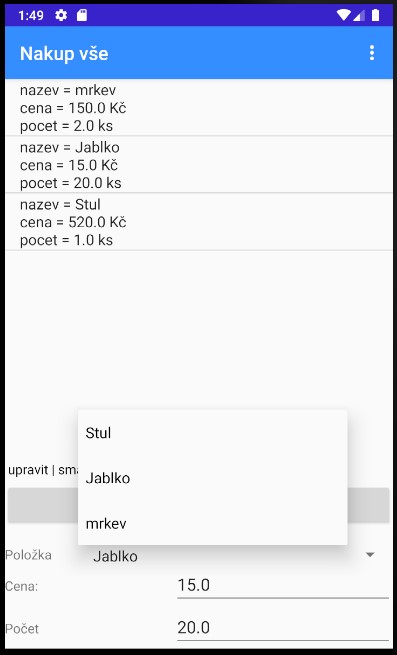 1:49
Nakup vše
nazev = mrkev
cena = 150.0 Kč
pocet = 2.0 ks
nazev = Jablko
cena = 15.0 Kč
pocet = 20.0 ks
nazev = Stul
cena = 520.0 Kč
pocet = 1.0 ks
Stul
upravit |
Jablko
mrkev
Položka Jablko
Cena: 15.0
Počet 20.0